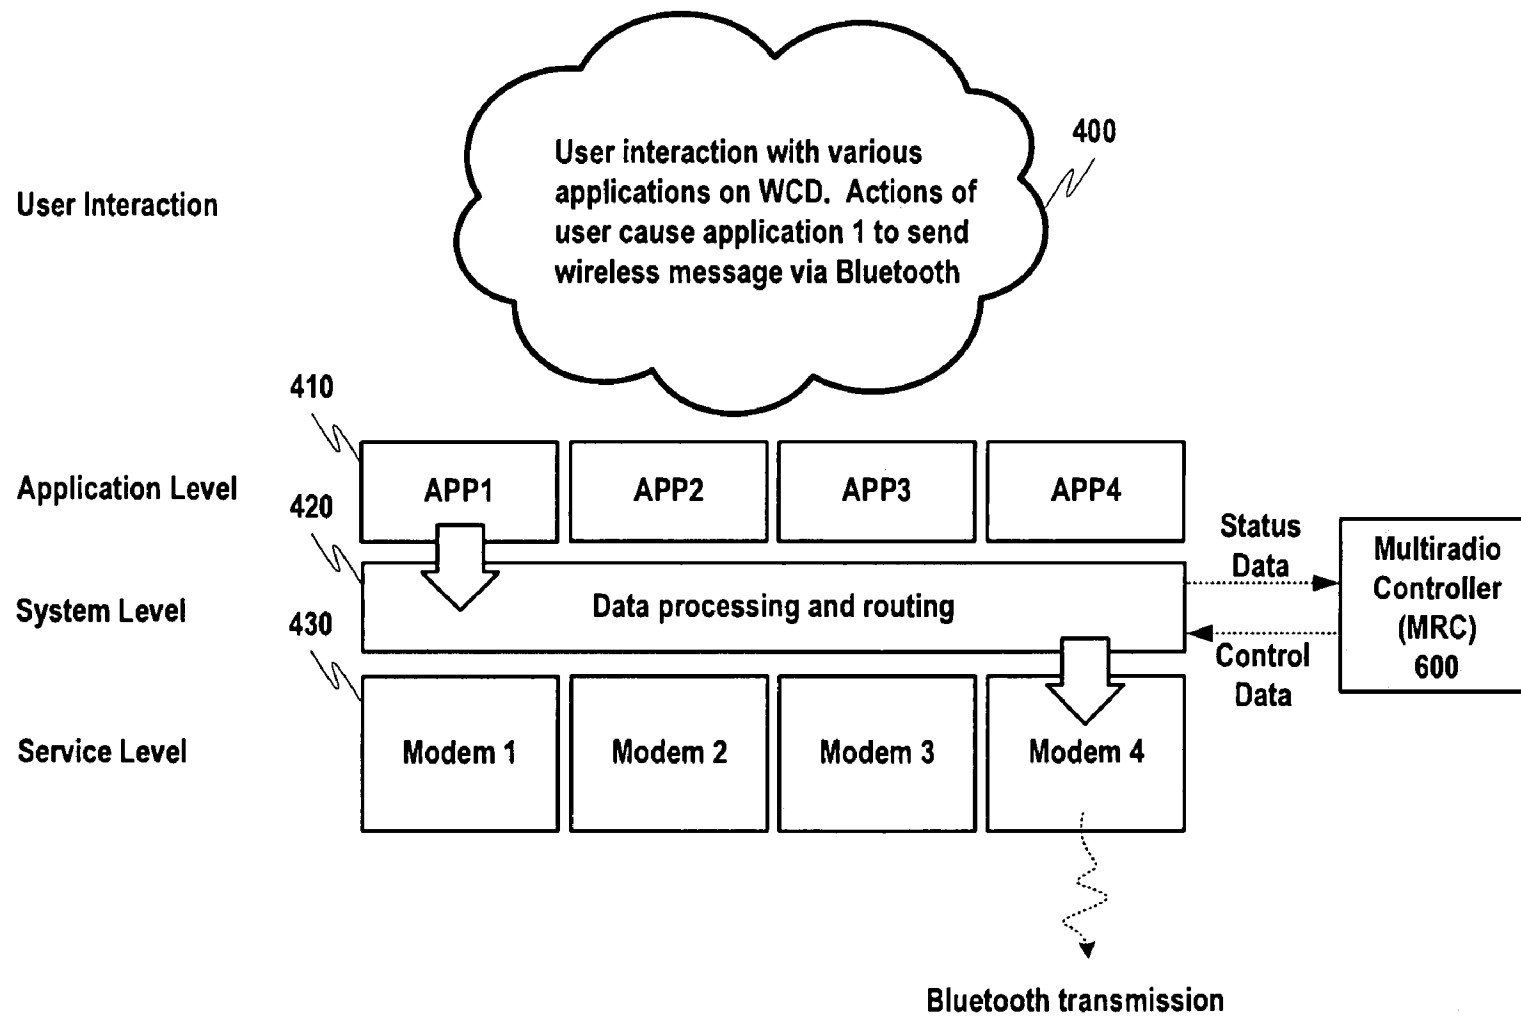 400
User interaction with various
applications on WCD.  Actions of
user cause application 1 to send
wireless message via Bluetooth
User Interaction
410
Application Level
APP1
APP2
APP3
APP4
420
Status
Data
Multiradio
Controller
(MRC)
600
System Level
Data processing and routing
430
Control
Data
Service Level
Modem 1
Modem 2
Modem 3
Modem 4
Bluetooth transmission